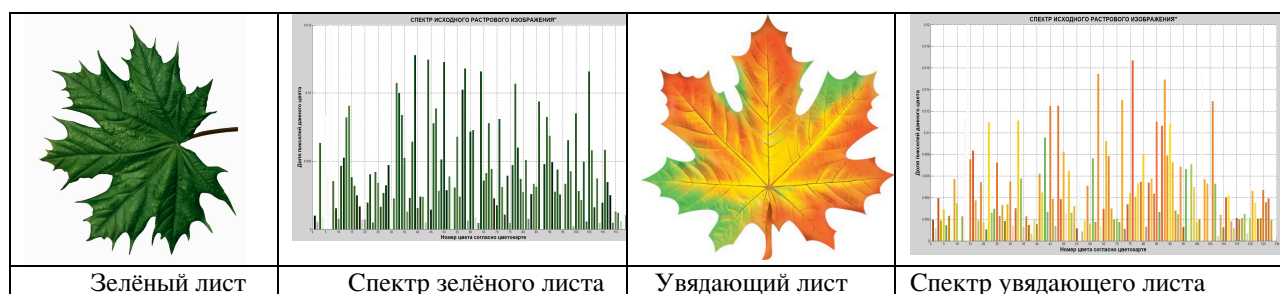 СПЕКТР ИСХОДНОГО РАСТРОВОГО ИЗОБРАЖЕНИЯ"
Доля пикселей данного цвета
Номер цвета согласно цветокарте
СПЕКТР ИСХОДНОГО РАСТРОВОГО ИЗОБРАЖЕНИЯ"
Доля пикселей данного цвета
Номер цвета согласно цветокарте
Зелёный лист
Спектр зелёного листа
Увядающий лист
Спектр увядающего листа